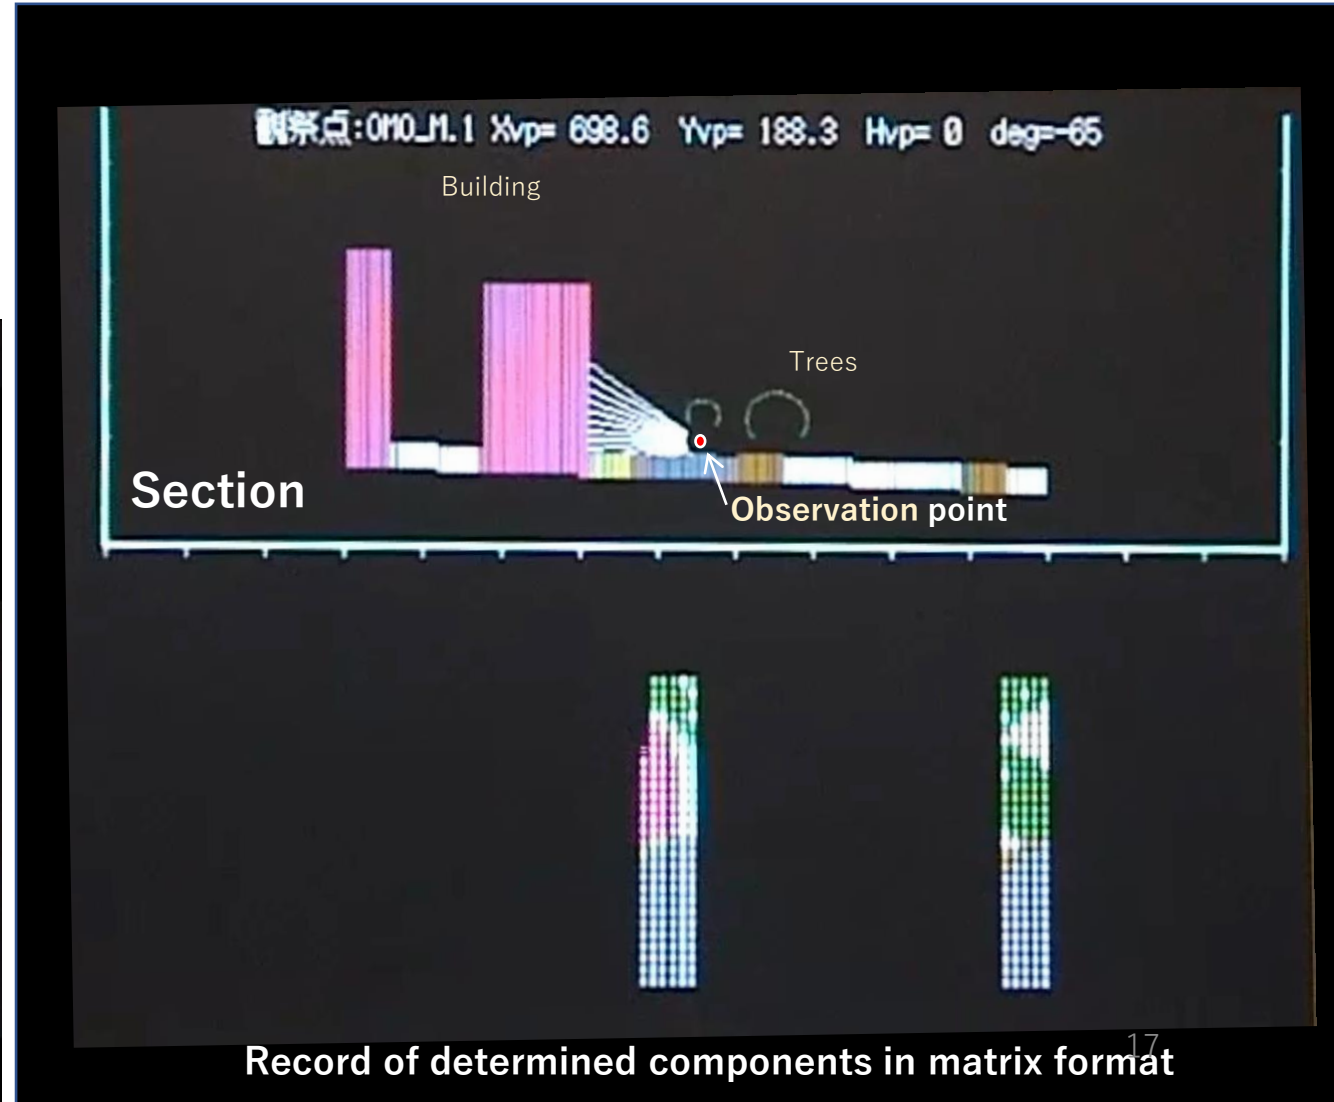 観察点:OMO_M.1 Xvp= 698.6 Yvp= 188.3 Hvp= 0 deg=-65
Building
Trees
Section
Observation point
17
Record of determined components in matrix format